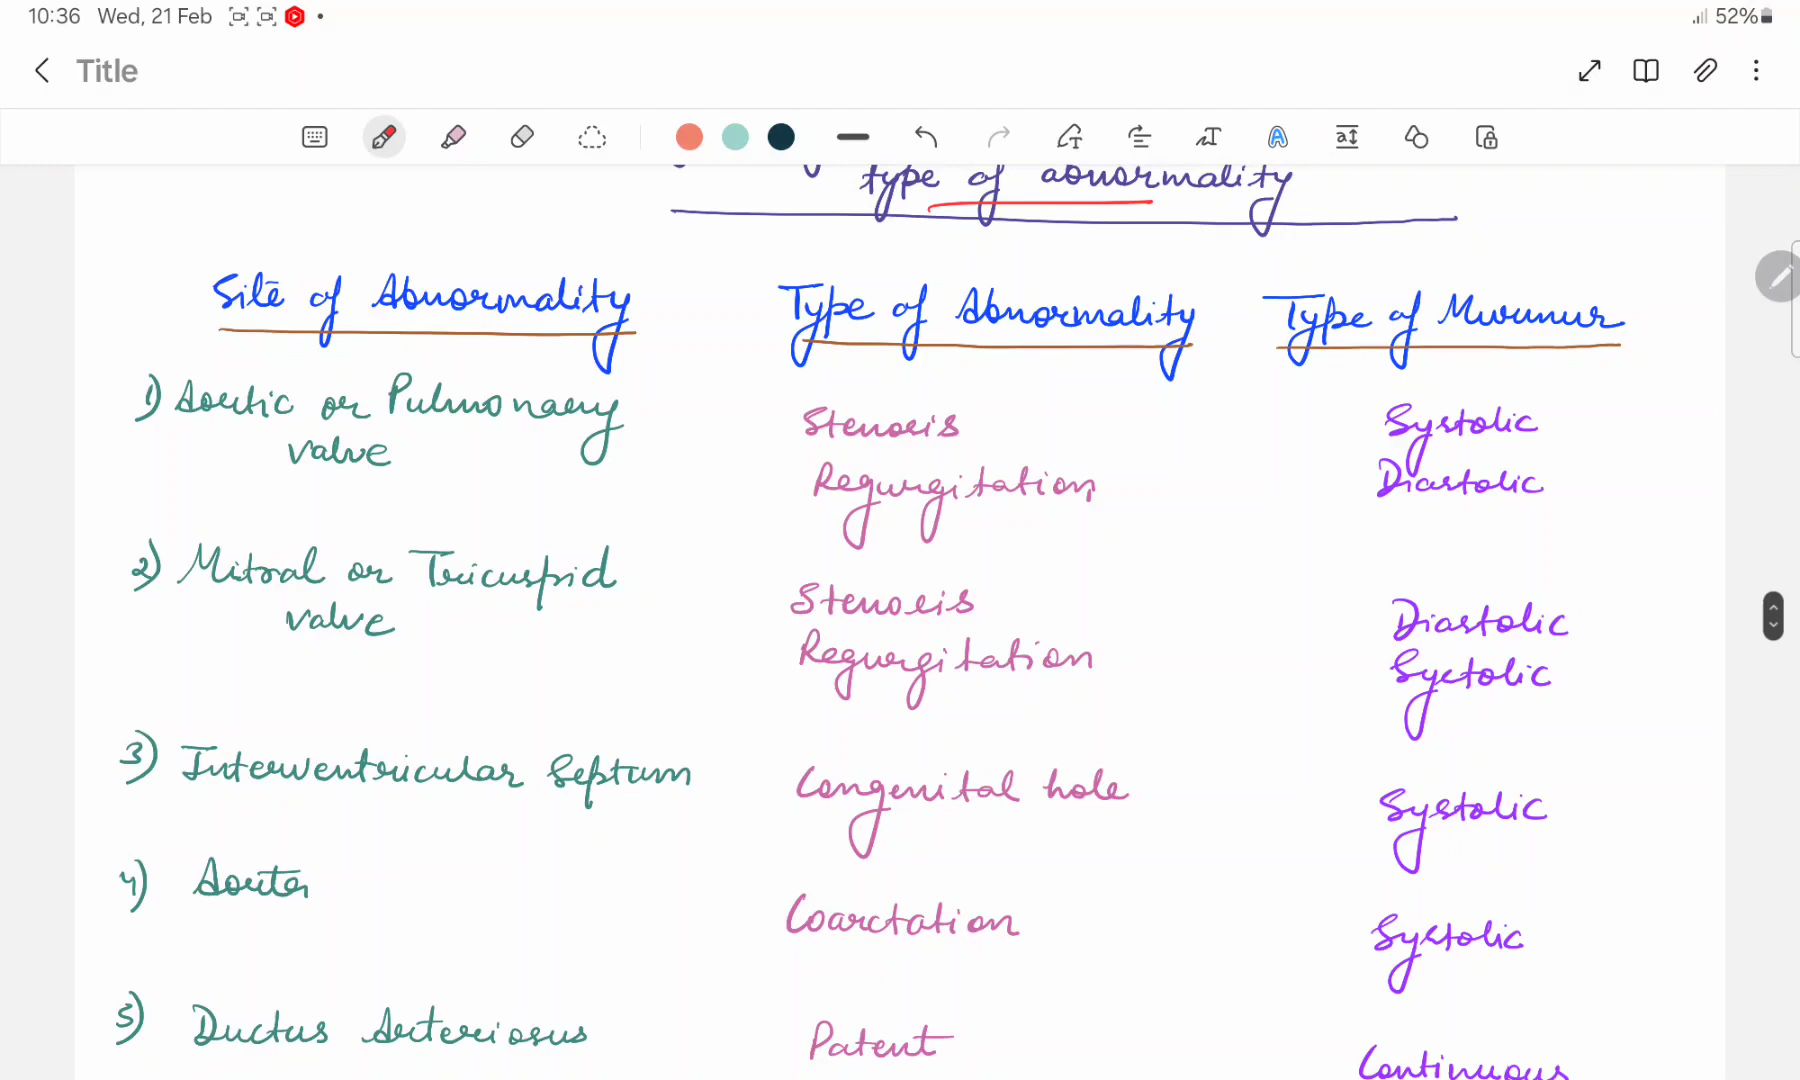 10:36 Wed, 21 Feb 52%
Title
type of abnormality
Site of Abnormality Type of Abnormality Type of Murmur
1) Aortic or Pulmonary Stenosis Systolic
valve Regurgitation Diastolic
2) Mitral or Tricuspid Stenosis Diastolic
valve Regurgitation Systolic
3) Interventricular Septum Congenital hole Systolic
4) Aorta Coarctation Systolic
5) Ductus Arteriosus Patent Continuous